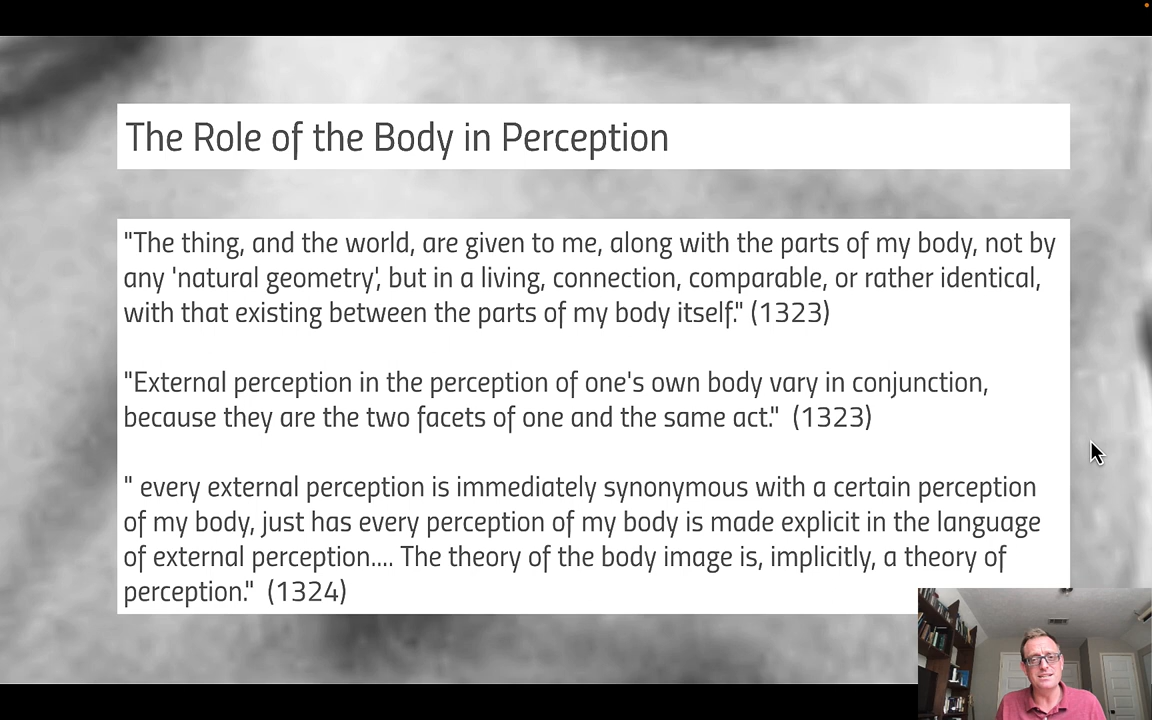 The Role of the Body in Perception
"The thing, and the world, are given to me, along with the parts of my body, not by
any 'natural geometry', but in a living, connection, comparable, or rather identical,
with that existing between the parts of my body itself." (1323)
"External perception in the perception of one's own body vary in conjunction,
because they are the two facets of one and the same act."  (1323)
" every external perception is immediately synonymous with a certain perception
of my body, just has every perception of my body is made explicit in the language
of external perception.... The theory of the body image is, implicitly, a theory of
perception."  (1324)